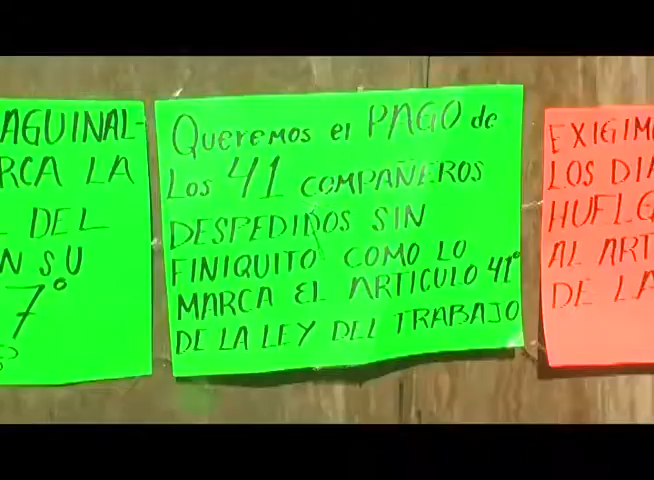 AGUINAL-
RCA LA
L DEL
N SU
7°
Queremos el PAGO de
Los 41 COMPAÑEROS
DESPEDIDOS SIN
FINIQUITO COMO LO
MARCA EL ARTICULO 41°
DE LA LEY DEL TRABAJO
EXIGIM
LOS DIA
HUELG
AL ART
DE LA